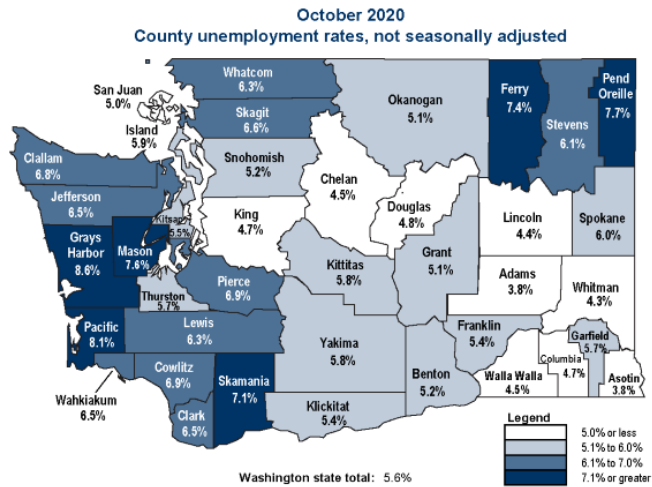 October 2020
County unemployment rates, not seasonally adjusted
San Juan
5.0%
Whatcom
6.3%
Skagit
6.6%
Island
5.9%
Okanogan
5.1%
Ferry
7.4%
Stevens
6.1%
Pend
Oreille
7.7%
Clallam
6.8%
Jefferson
6.5%
Snohomish
5.2%
Chelan
4.5%
Douglas
4.8%
Kitsap
5.5%
King
4.7%
Lincoln
4.4%
Spokane
6.0%
Grays
Harbor
8.6%
Mason
7.6%
Kittitas
5.8%
Grant
5.1%
Adams
3.8%
Whitman
4.3%
Pierce
6.9%
Thurston
5.7%
Pacific
8.1%
Lewis
6.3%
Yakima
5.8%
Franklin
5.4%
Garfield
5.7%
Columbia
4.7%
Walla Walla
4.5%
Asotin
3.8%
Benton
5.2%
Cowlitz
6.9%
Skamania
7.1%
Wahkiakum
6.5%
Clark
6.5%
Klickitat
5.4%
Legend
5.0% or less
5.1% to 6.0%
6.1% to 7.0%
7.1% or greater
Washington state total: 5.6%